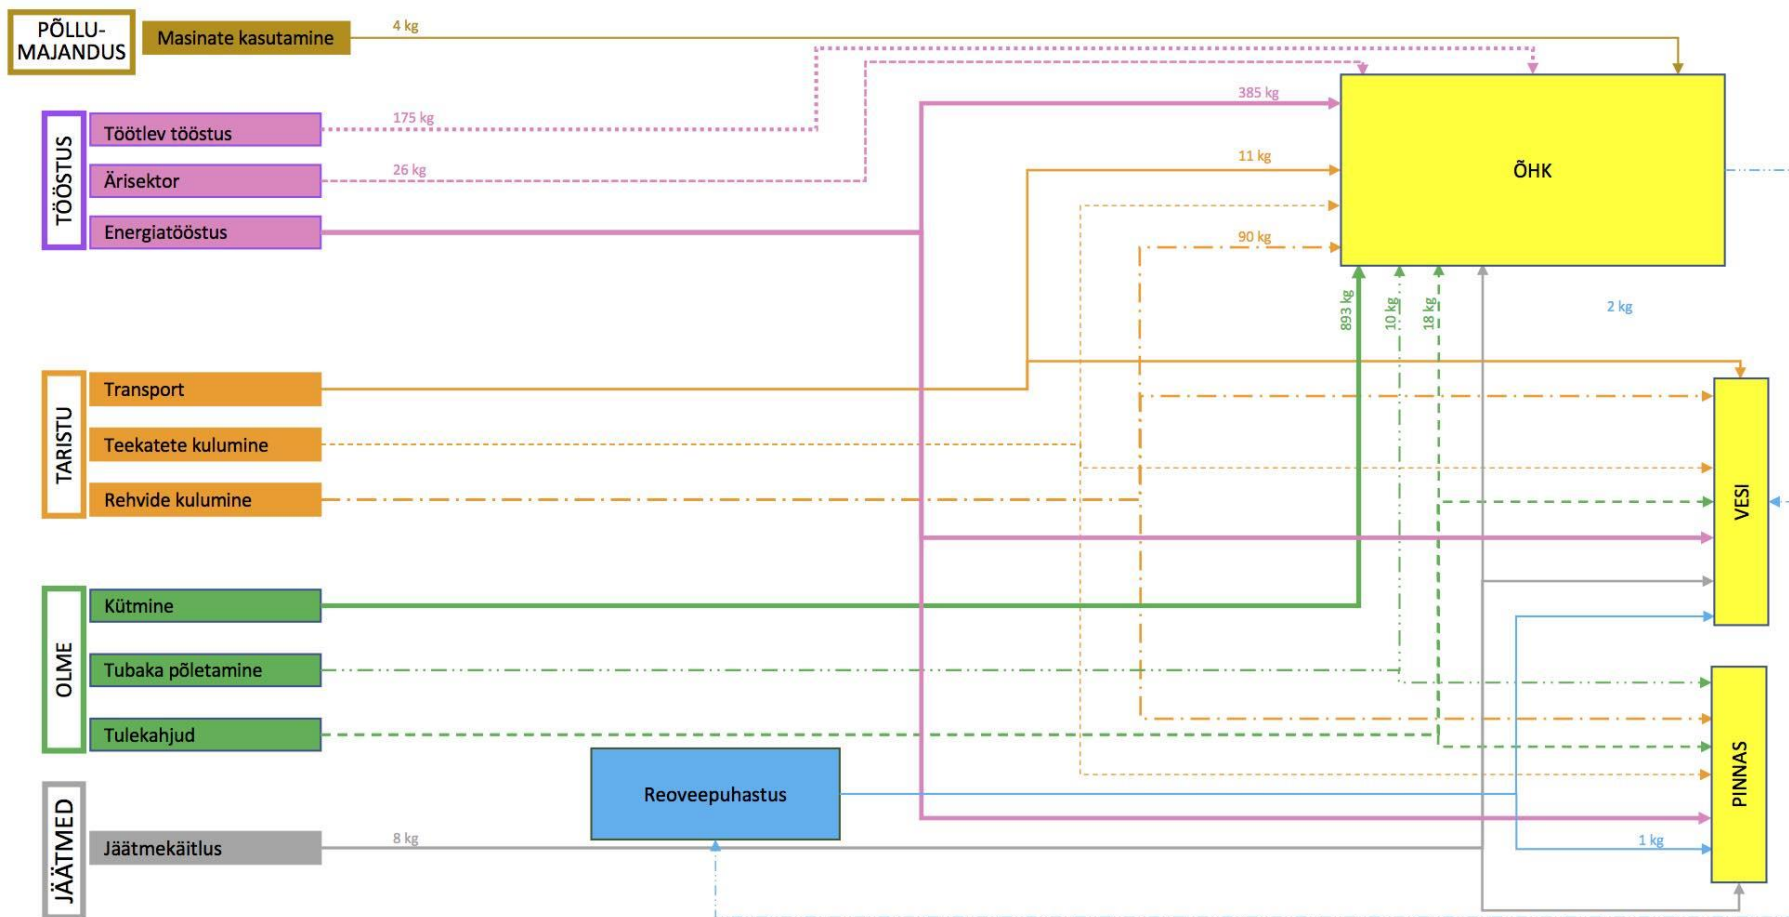 PÕLLU-
MAJANDUS
Masinate kasutamine
4 kg
TÖÖSTUS
Töötlev tööstus
175 kg
385 kg
Ärisektor
26 kg
11 kg
ÕHK
Energiatööstus
90 kg
893 kg
10 kg
18 kg
2 kg
TARISTU
Transport
Teekatete kulumine
Rehvide kulumine
VESI
OLME
Kütmine
Tubaka põletamine
Tulekahjud
PINNAS
Reoveepuhastus
JÄÄTMED
Jäätmekäitlus
8 kg
1 kg